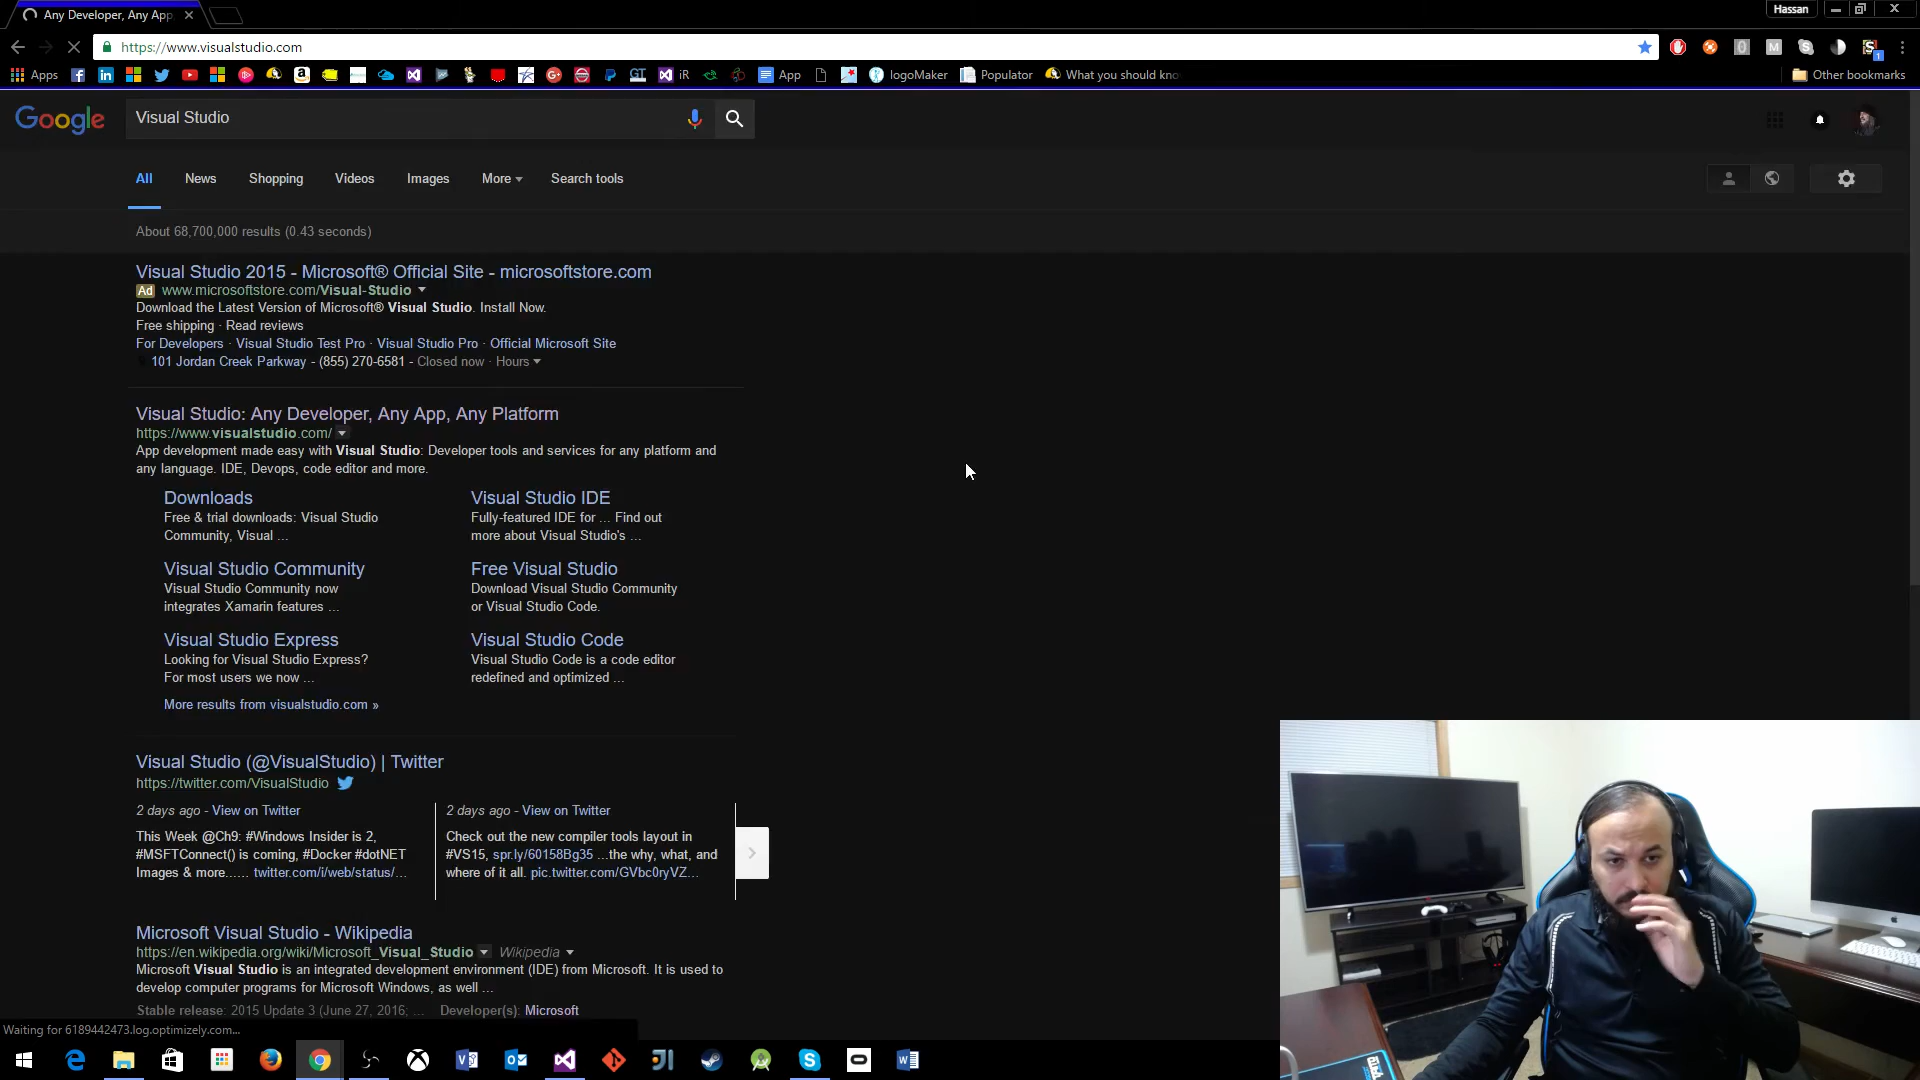 Any Developer, Any App,
Hassan
https://www.visualstudio.com
Apps
iR
App
logoMaker
Populator
What you should kno
Other bookmarks
Google
Visual Studio
All
News
Shopping
Videos
Images
More
Search tools
About 68,700,000 results (0.43 seconds)
Visual Studio 2015 - Microsoft® Official Site - microsoftstore.com
Ad www.microsoftstore.com/Visual-Studio
Download the Latest Version of Microsoft® Visual Studio. Install Now.
Free shipping · Read reviews
For Developers · Visual Studio Test Pro · Visual Studio Pro · Official Microsoft Site
101 Jordan Creek Parkway - (855) 270-6581 - Closed now · Hours
Visual Studio: Any Developer, Any App, Any Platform
https://www.visualstudio.com/
App development made easy with Visual Studio: Developer tools and services for any platform and
any language. IDE, Devops, code editor and more.
Downloads
Free & trial downloads: Visual Studio
Community, Visual ...
Visual Studio IDE
Fully-featured IDE for ... Find out
more about Visual Studio's ...
Visual Studio Community
Visual Studio Community now
integrates Xamarin features ...
Free Visual Studio
Download Visual Studio Community
or Visual Studio Code.
Visual Studio Express
Looking for Visual Studio Express?
For most users we now ...
Visual Studio Code
Visual Studio Code is a code editor
redefined and optimized ...
More results from visualstudio.com »
Visual Studio (@VisualStudio) | Twitter
https://twitter.com/VisualStudio
2 days ago - View on Twitter
This Week @Ch9: #Windows Insider is 2,
#MSFTConnect() is coming, #Docker #dotNET
Images & more...... twitter.com/i/web/status/...
2 days ago - View on Twitter
Check out the new compiler tools layout in
#VS15, spr.ly/60158Bg35 ...the why, what, and
where of it all. pic.twitter.com/GVbc0ryVZ...
Microsoft Visual Studio - Wikipedia
https://en.wikipedia.org/wiki/Microsoft_Visual_Studio Wikipedia
Microsoft Visual Studio is an integrated development environment (IDE) from Microsoft. It is used to
develop computer programs for Microsoft Windows, as well ...
Stable release: 2015 Update 3 (June 27, 2016; ... Developer(s): Microsoft
Waiting for 6189442473.log.optimizely.com...